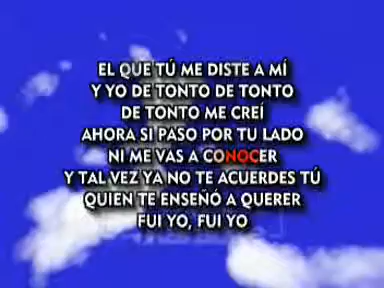 EL QUE TÚ ME DISTE A MÍ
Y YO DE TONTO DE TONTO
DE TONTO ME CREÍ
AHORA SI PASO POR TU LADO
NI ME VAS A CONOCER
Y TAL VEZ YA NO TE ACUERDES TÚ
QUIEN TE ENSEÑÓ A QUERER
FUI YO, FUI YO